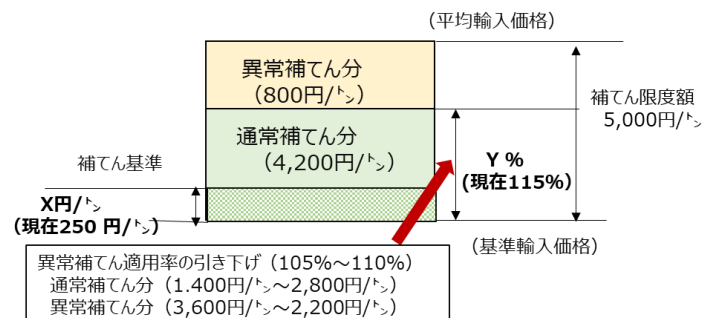 (平均輸入価格)
異常補てん分
(800円/㌧)
補てん限度額
5,000円/㌧
通常補てん分
(4,200円/㌧)
補てん基準
Y %
(現在115%)
X円/㌧
(現在250 円/㌧)
(基準輸入価格)
異常補てん適用率の引き下げ(105%~110%)
通常補てん分(1.400円/㌧~2,800円/㌧)
異常補てん分(3,600円/㌧~2,200円/㌧)